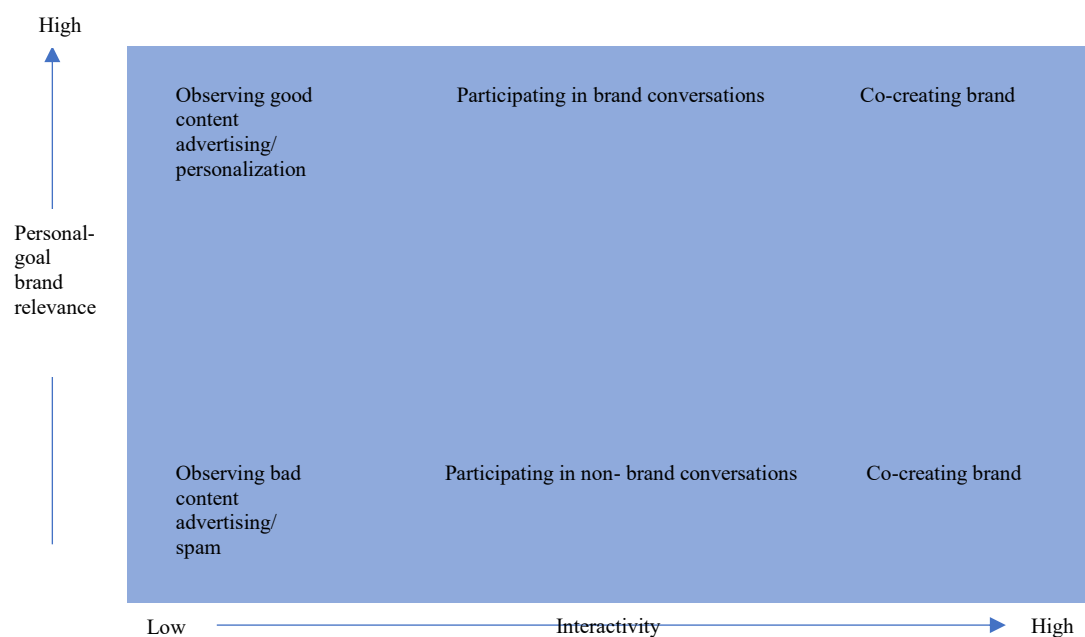 High
Observing good
content
advertising/
personalization
Participating in brand conversations
Co-creating brand
Personal-
goal
brand
relevance
Observing bad
content
advertising/
spam
Participating in non- brand conversations
Co-creating brand
Low
Interactivity
High